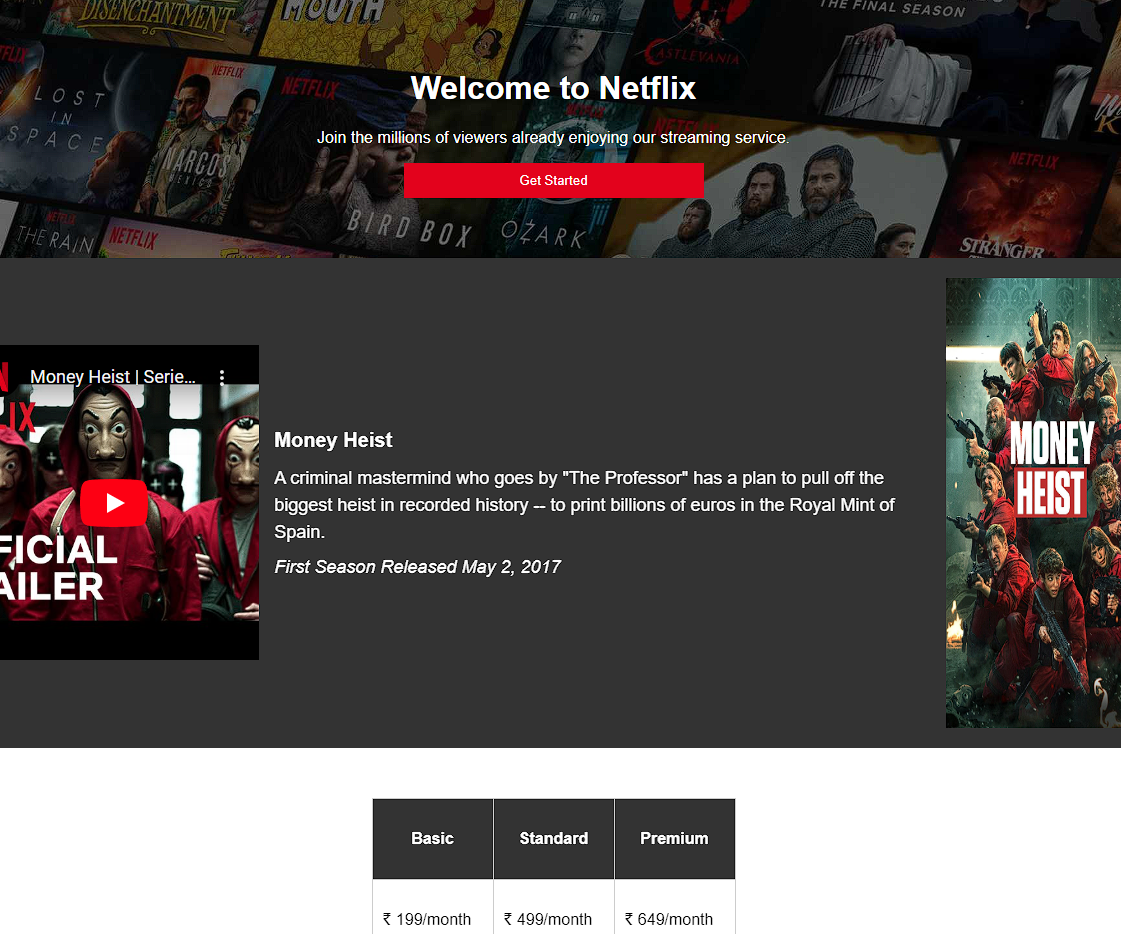 DISENCHANTMENT
MOUTH
THE FINAL SEASON
CASTLEVANIA
NETFLIX
NETFLIX
LOST
IN
SPACE
Welcome to Netflix
Join the millions of viewers already enjoying our streaming service.
NETFLIX
NETFLIX
NARCOS
MEXICO
Get Started
NETFLIX
THE RAIN
NETFLIX
BIRD BOX
OZARK
STRANGER
Money Heist | Serie...
IX
FICIAL
AILER
Money Heist
A criminal mastermind who goes by "The Professor" has a plan to pull off the
biggest heist in recorded history -- to print billions of euros in the Royal Mint of
Spain.
First Season Released May 2, 2017
MONEY
HEIST
Basic Standard Premium
₹ 199/month ₹ 499/month ₹ 649/month